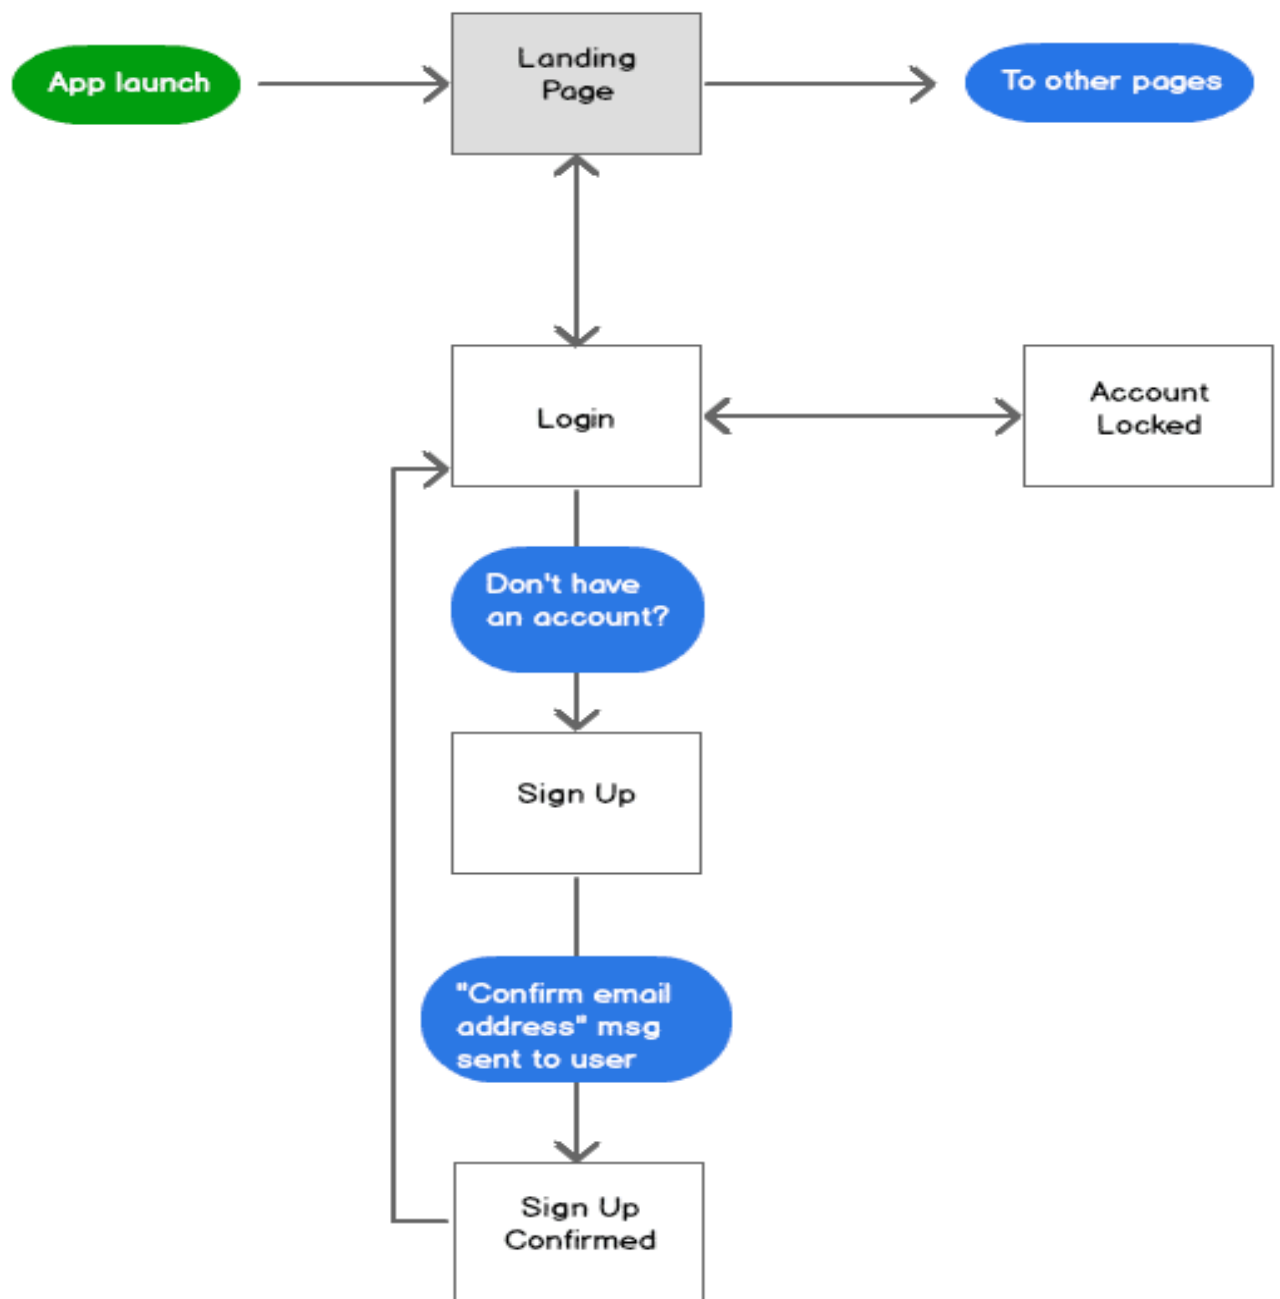 App launch
Landing
Page
To other pages
Login
Account
Locked
Don't have
an account?
Sign Up
"Confirm email
address" msg
sent to user
Sign Up
Confirmed